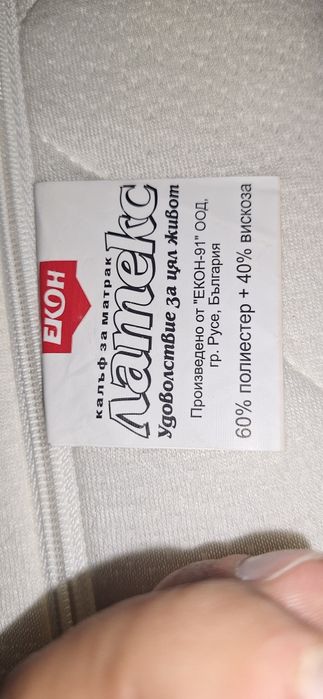 ЕКОН
калъф за матрак
Латекс
Удоволствие за цял живот
Произведено от "ЕКОН-91" ООД,
гр. Русе, България
60% полиестер + 40% вискоза